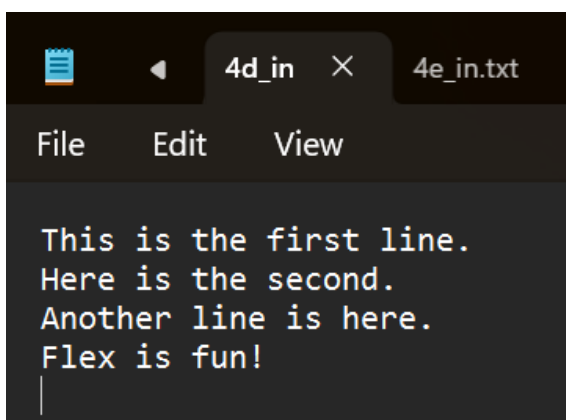 4d_in 4e_in.txt
File Edit View
This is the first line.
Here is the second.
Another line is here.
Flex is fun!